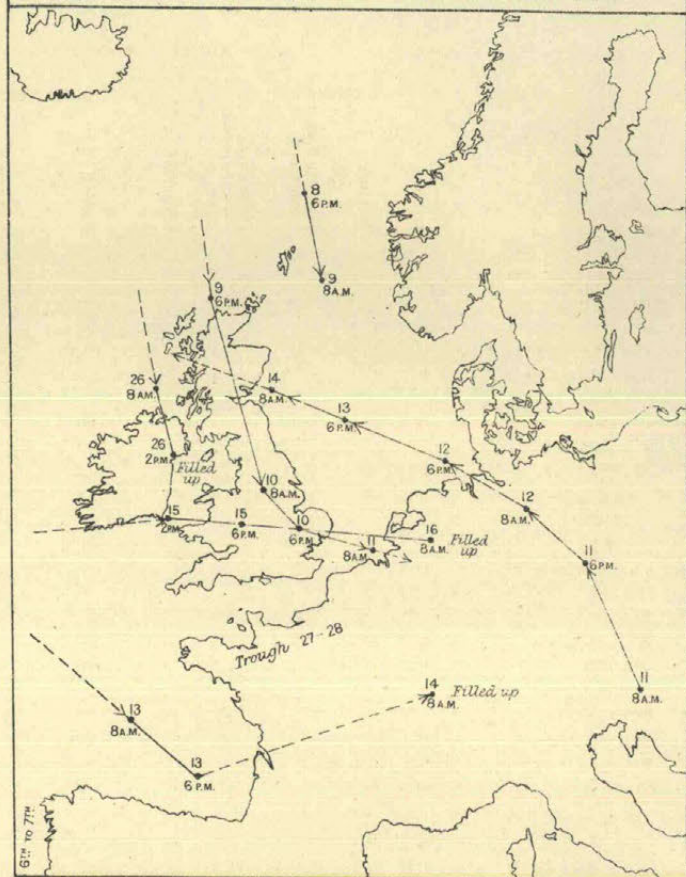 8
6 P.M.
9
8 A.M.
9
6 P.M.
26
8 A.M.
14
8 A.M.
13
6 P.M.
26
2 P.M.
Filled
up
12
6 P.M.
10
8 A.M.
12
8 A.M.
15
2 P.M.
15
6 P.M.
10
6 P.M.
11
8 A.M.
16
8 A.M.
Filled
up
11
6 P.M.
Trough 27-28
11
8 A.M.
14
8 A.M.
Filled up
13
8 A.M.
13
6 P.M.
6TH TO 7TH